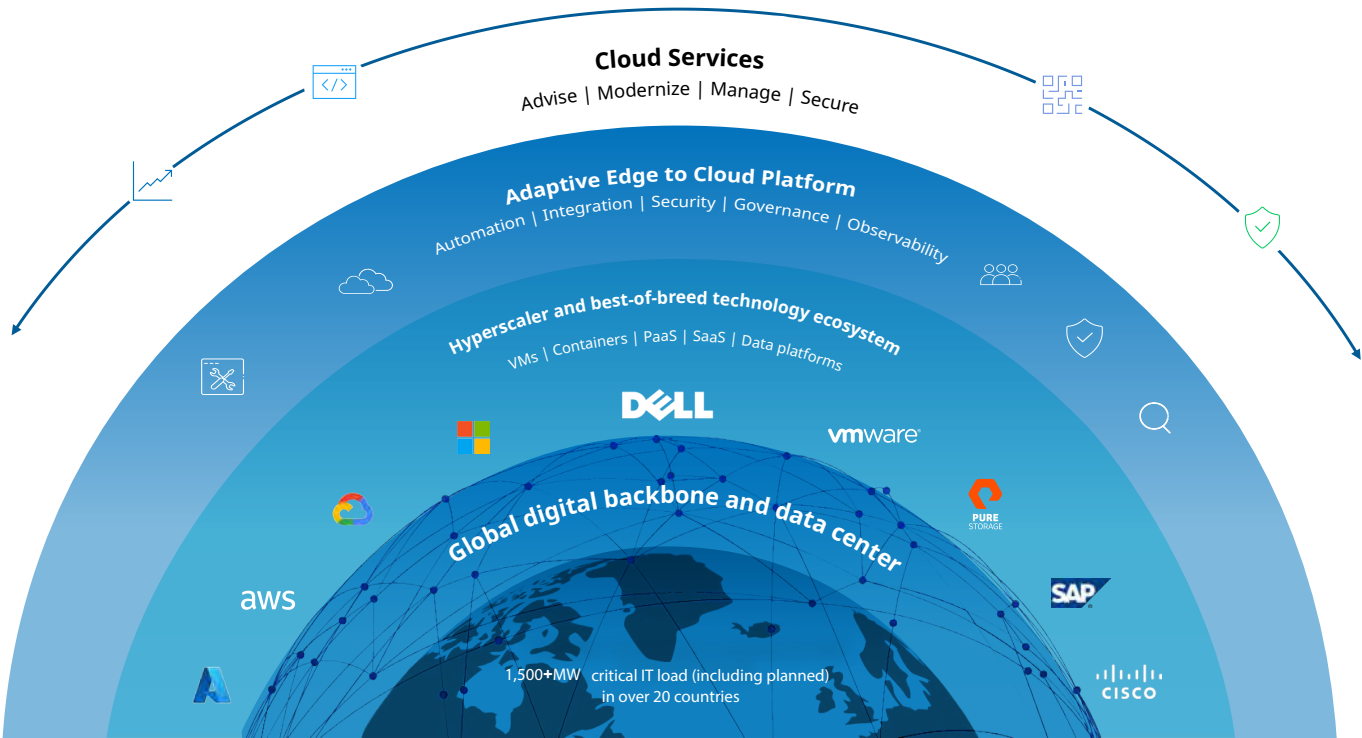 Cloud Services
Advise | Modernize | Manage | Secure
</>
Adaptive Edge to Cloud Platform
Automation | Integration | Security | Governance | Observability
Hyperscaler and best-of-breed technology ecosystem
VMs | Containers | PaaS | SaaS | Data platforms
DELL
vmware®
PURE
STORAGE
aws
SAP
CISCO
Global digital backbone and data center
1,500+MW critical IT load (including planned)
in over 20 countries